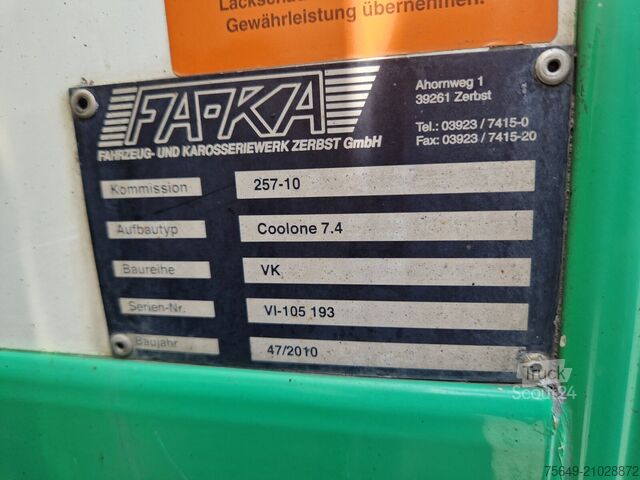 Lackschä
Gewährleistung übernehmen.
FA-KA
FAHRZEUG- UND KAROSSERIEWERK ZERBST GmbH
Ahornweg 1
39261 Zerbst
Tel.: 03923 / 7415-0
Fax: 03923 / 7415-20
Kommission 257-10
Aufbautyp Coolone 7.4
Baureihe VK
Serien-Nr. VI-105 193
Baujahr 47/2010
Truck
Scout24
75649-21028872